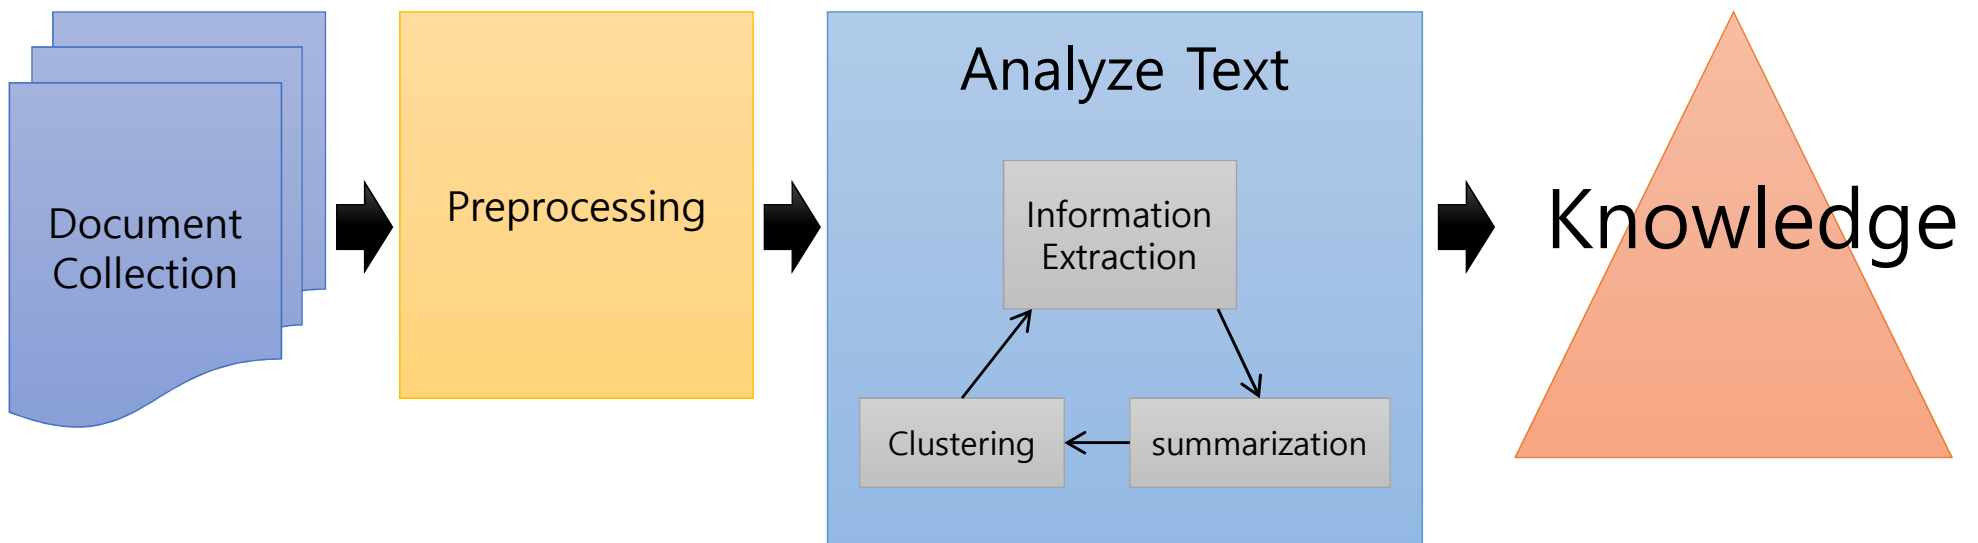 Document
Collection
Preprocessing
Analyze Text
Information
Extraction
Clustering
summarization
Knowledge